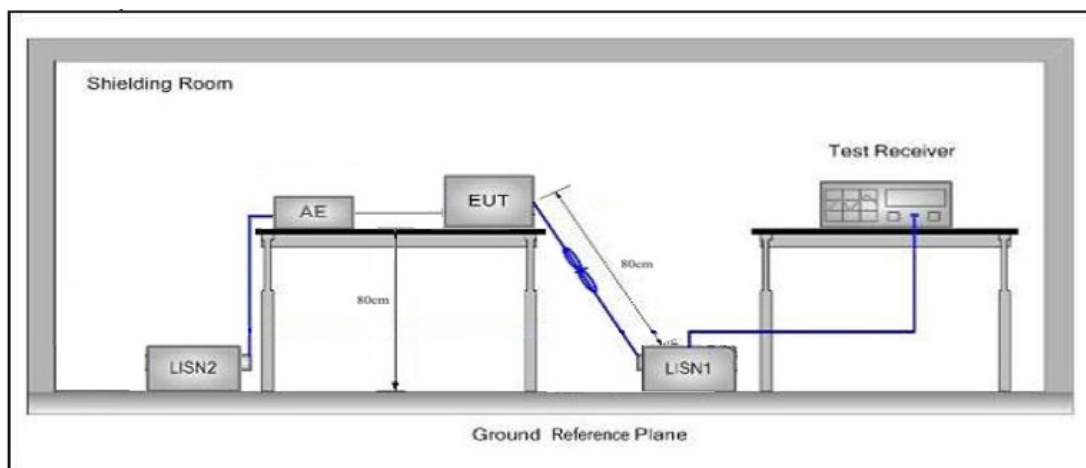 Shielding Room
Test Receiver
AE
EUT
80cm
80cm
LISN2
LISN1
Ground Reference Plane